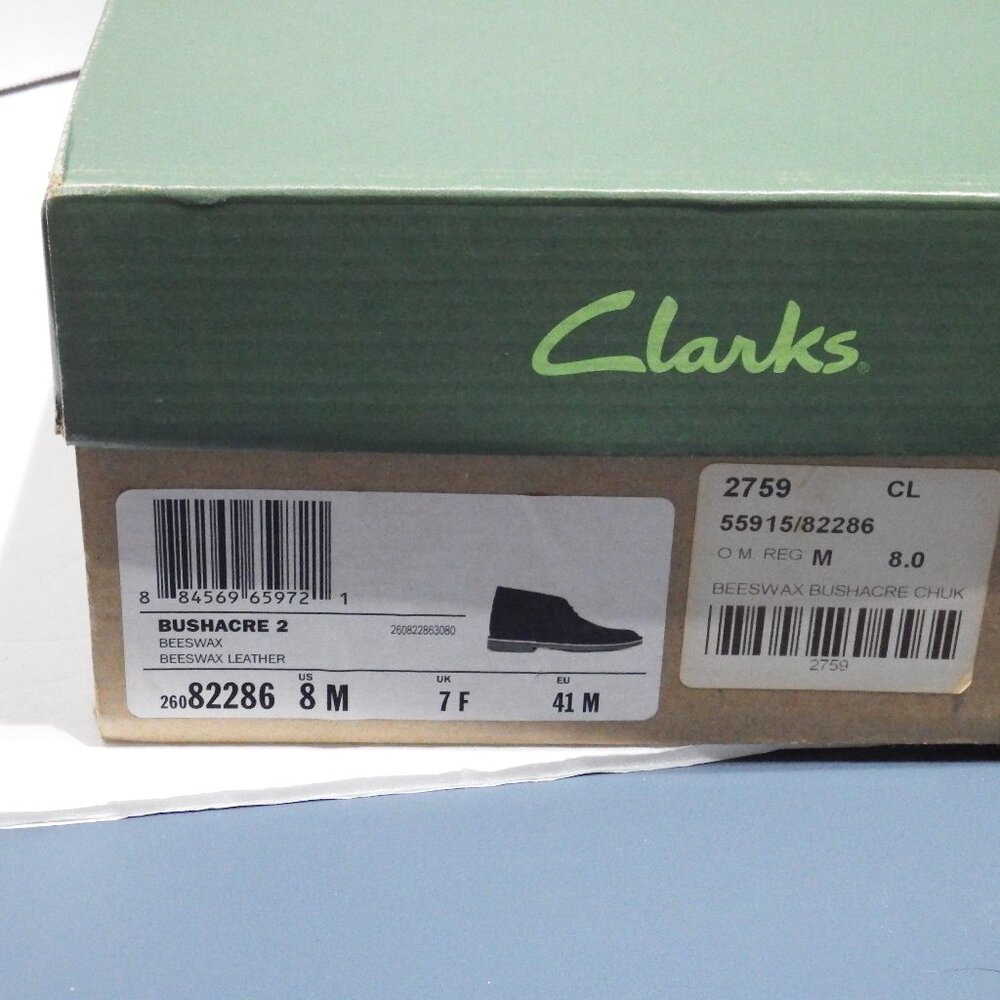 Clarks®
8 84569 65972 1
BUSHACRE 2
260822863080
BEESWAX
BEESWAX LEATHER
US UK EU
26082286 8 M 7 F 41 M
2759 CL
55915/82286
O M REG M 8.0
BEESWAX BUSHACRE CHUK
2759